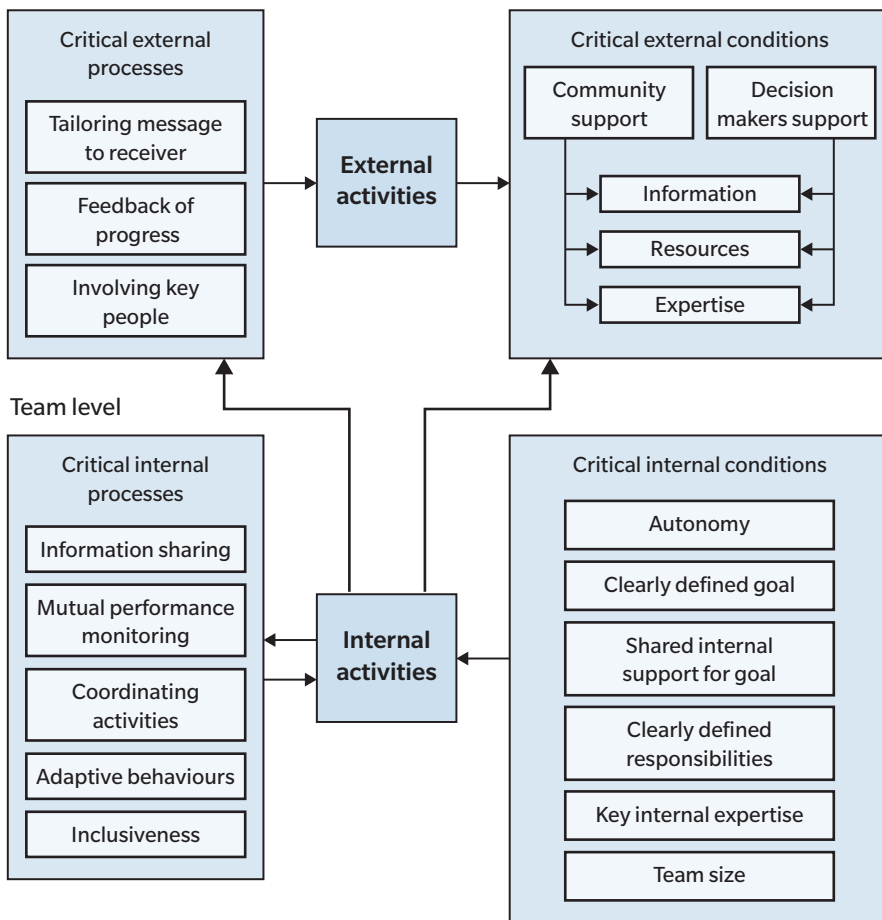 Critical external
processes
Tailoring message
to receiver
Feedback of
progress
Involving key
people
External
activities
Critical external conditions
Community
support
Decision
makers support
Information
Resources
Expertise
Team level
Critical internal
processes
Information sharing
Mutual performance
monitoring
Coordinating
activities
Adaptive behaviours
Inclusiveness
Internal
activities
Critical internal conditions
Autonomy
Clearly defined goal
Shared internal
support for goal
Clearly defined
responsibilities
Key internal expertise
Team size